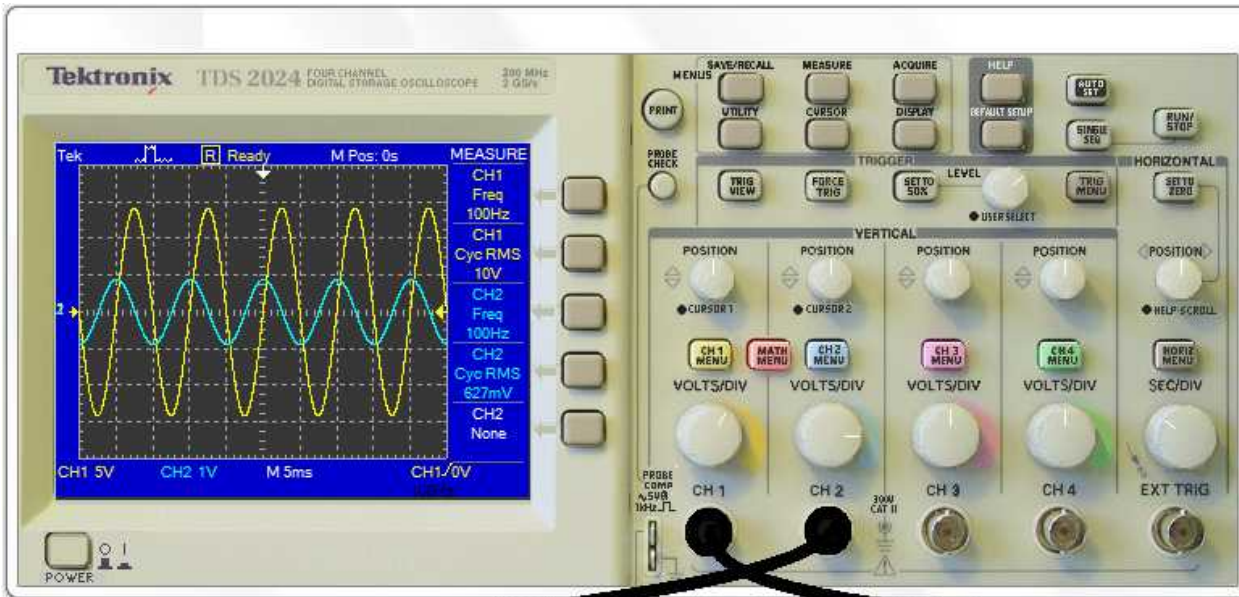 Tektronix TDS 2024 FOUR CHANNEL DIGITAL STORAGE OSCILLOSCOPE 200 MHz 2 GS/s
Tek R Ready M Pos: 0s MEASURE
CH1
Freq
100Hz
CH1
Cyc RMS
10V
CH2
Freq
100Hz
CH2
Cyc RMS
627mV
CH2
None
2
CH1 5V CH2 1V M 5ms CH1 0V
POWER
MENUS
SAVE/RECALL MEASURE ACQUIRE HELP
PRINT
AUTO SET
UTILITY CURSOR DISPLAY DEFAULT SETUP
SINGLE SEQ
RUN/STOP
PROBE CHECK
TRIGGER
HORIZONTAL
TRIG VIEW
FORCE TRIG
SET TO 50%
LEVEL
TRIG MENU
SET TO ZERO
USER SELECT
VERTICAL
POSITION POSITION POSITION POSITION POSITION
CURSOR 1 CURSOR 2 HELP SCROLL
CH 1 MENU
MATH MENU
CH 2 MENU
CH 3 MENU
CH 4 MENU
HORIZ MENU
VOLTS/DIV VOLTS/DIV VOLTS/DIV VOLTS/DIV SEC/DIV
PROBE COMP
CH 1 CH 2 CH 3 CH 4 EXT TRIG
300V
CAT II